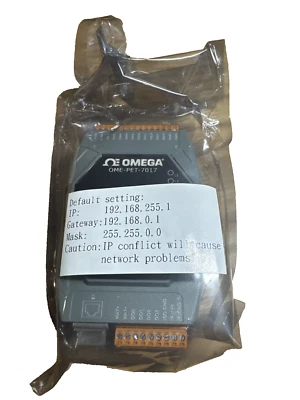 OMEGA
OME-PET-7017
Default setting:
IP: 192.168.255.1
Gateway:192.168.0.1
Mask: 255.255.0.0
Caution:IP conflict will cause
network problems.